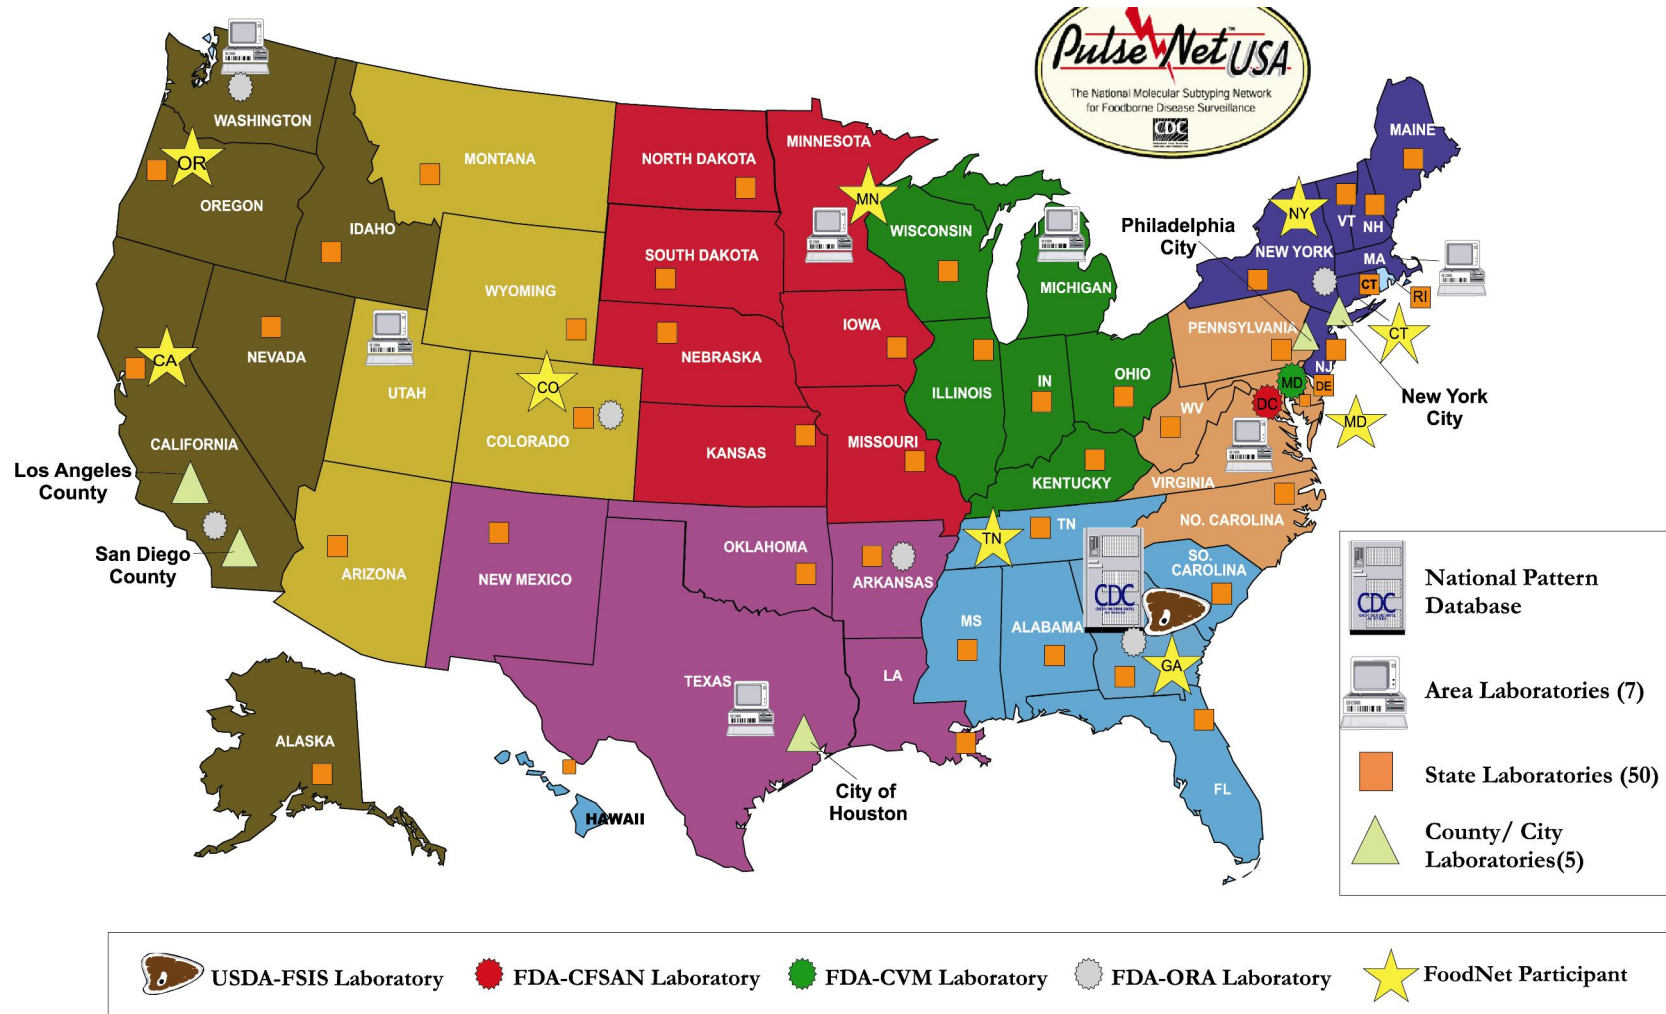 Pulse Net USA
The National Molecular Subtyping Network
for Foodborne Disease Surveillance
CDC
WASHINGTON
OR
OREGON
MONTANA
IDAHO
WYOMING
NEVADA
UTAH
CA
CALIFORNIA
Los Angeles
County
San Diego
County
CO
COLORADO
ARIZONA
NEW MEXICO
NORTH DAKOTA
SOUTH DAKOTA
NEBRASKA
KANSAS
MINNESOTA
MN
IOWA
MISSOURI
OKLAHOMA
ARKANSAS
TEXAS
LA
City of
Houston
WISCONSIN
MICHIGAN
ILLINOIS
IN
OHIO
KENTUCKY
Philadelphia
City
MAINE
NY
VT
NH
NEW YORK
MA
CT
RI
CT
PENNSYLVANIA
NJ
New York
City
MD
DE
DC
MD
WV
VIRGINIA
NO. CAROLINA
TN
TN
CDC
SO.
CAROLINA
MS
ALABAMA
GA
FL
ALASKA
HAWAII
CDC
National Pattern
Database
Area Laboratories (7)
State Laboratories (50)
County/ City
Laboratories(5)
USDA-FSIS Laboratory
FDA-CFSAN Laboratory
FDA-CVM Laboratory
FDA-ORA Laboratory
FoodNet Participant